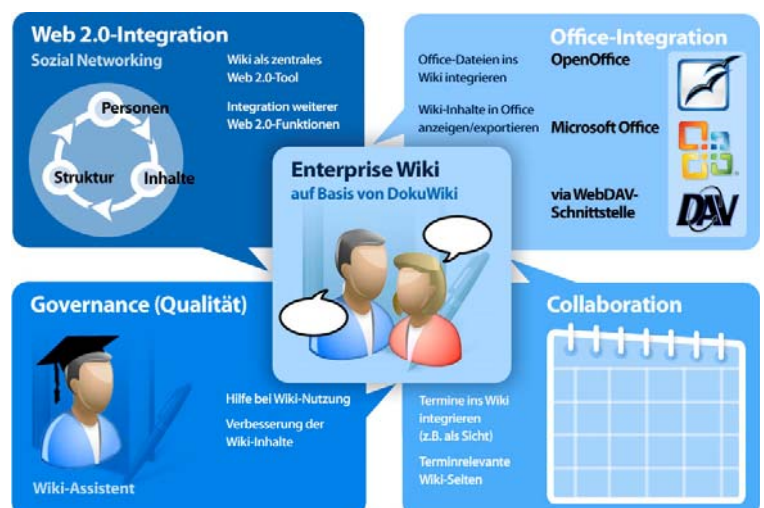 Web 2.0-Integration
Sozial Networking
Wiki als zentrales
Web 2.0-Tool
Integration weiterer
Web 2.0-Funktionen
Personen
Struktur
Inhalte
Office-Integration
Office-Dateien ins
Wiki integrieren
Wiki-Inhalte in Office
anzeigen/exportieren
OpenOffice
Microsoft Office
via WebDAV-
Schnittstelle
DAV
Enterprise Wiki
auf Basis von DokuWiki
Governance (Qualität)
Hilfe bei Wiki-Nutzung
Verbesserung der
Wiki-Inhalte
Wiki-Assistent
Collaboration
Termine ins Wiki
integrieren
(z.B. als Sicht)
Terminrelevante
Wiki-Seiten